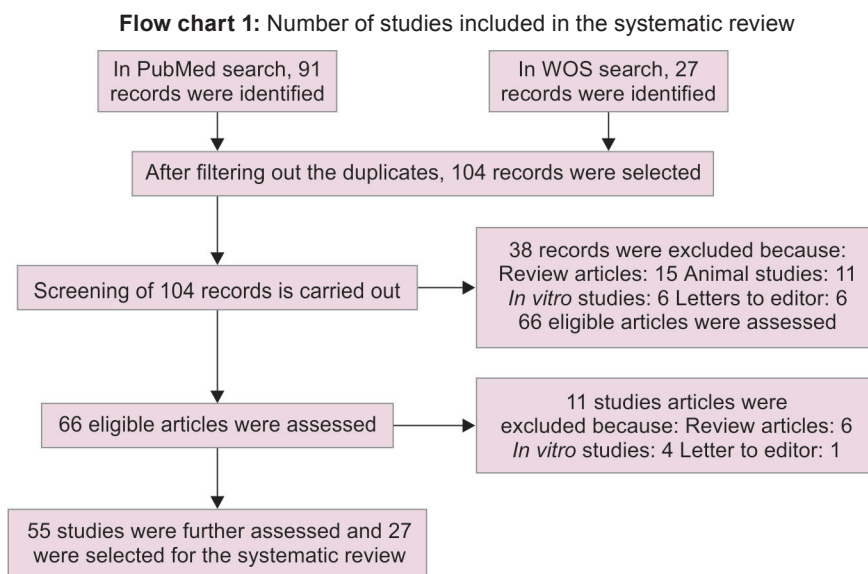 Flow chart 1: Number of studies included in the systematic review
In PubMed search, 91
records were identified
In WOS search, 27
records were identified
After filtering out the duplicates, 104 records were selected
38 records were excluded because:
Review articles: 15 Animal studies: 11
In vitro studies: 6 Letters to editor: 6
66 eligible articles were assessed
Screening of 104 records is carried out
11 studies articles were
excluded because: Review articles: 6
In vitro studies: 4 Letter to editor: 1
66 eligible articles were assessed
55 studies were further assessed and 27
were selected for the systematic review